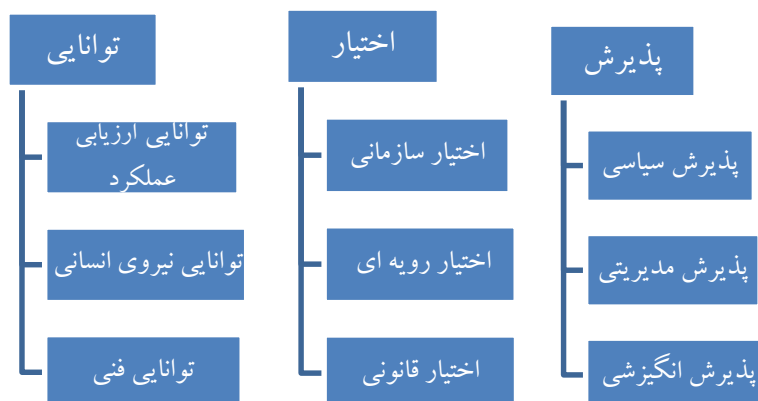 پذیرش
پذیرش سیاسی
پذیرش مدیریتی
پذیرش انگیزشی
اختیار
اختیار سازمانی
اختیار رویه ای
اختیار قانونی
توانایی
توانایی ارزیابی
عملکرد
توانایی نیروی انسانی
توانایی فنی